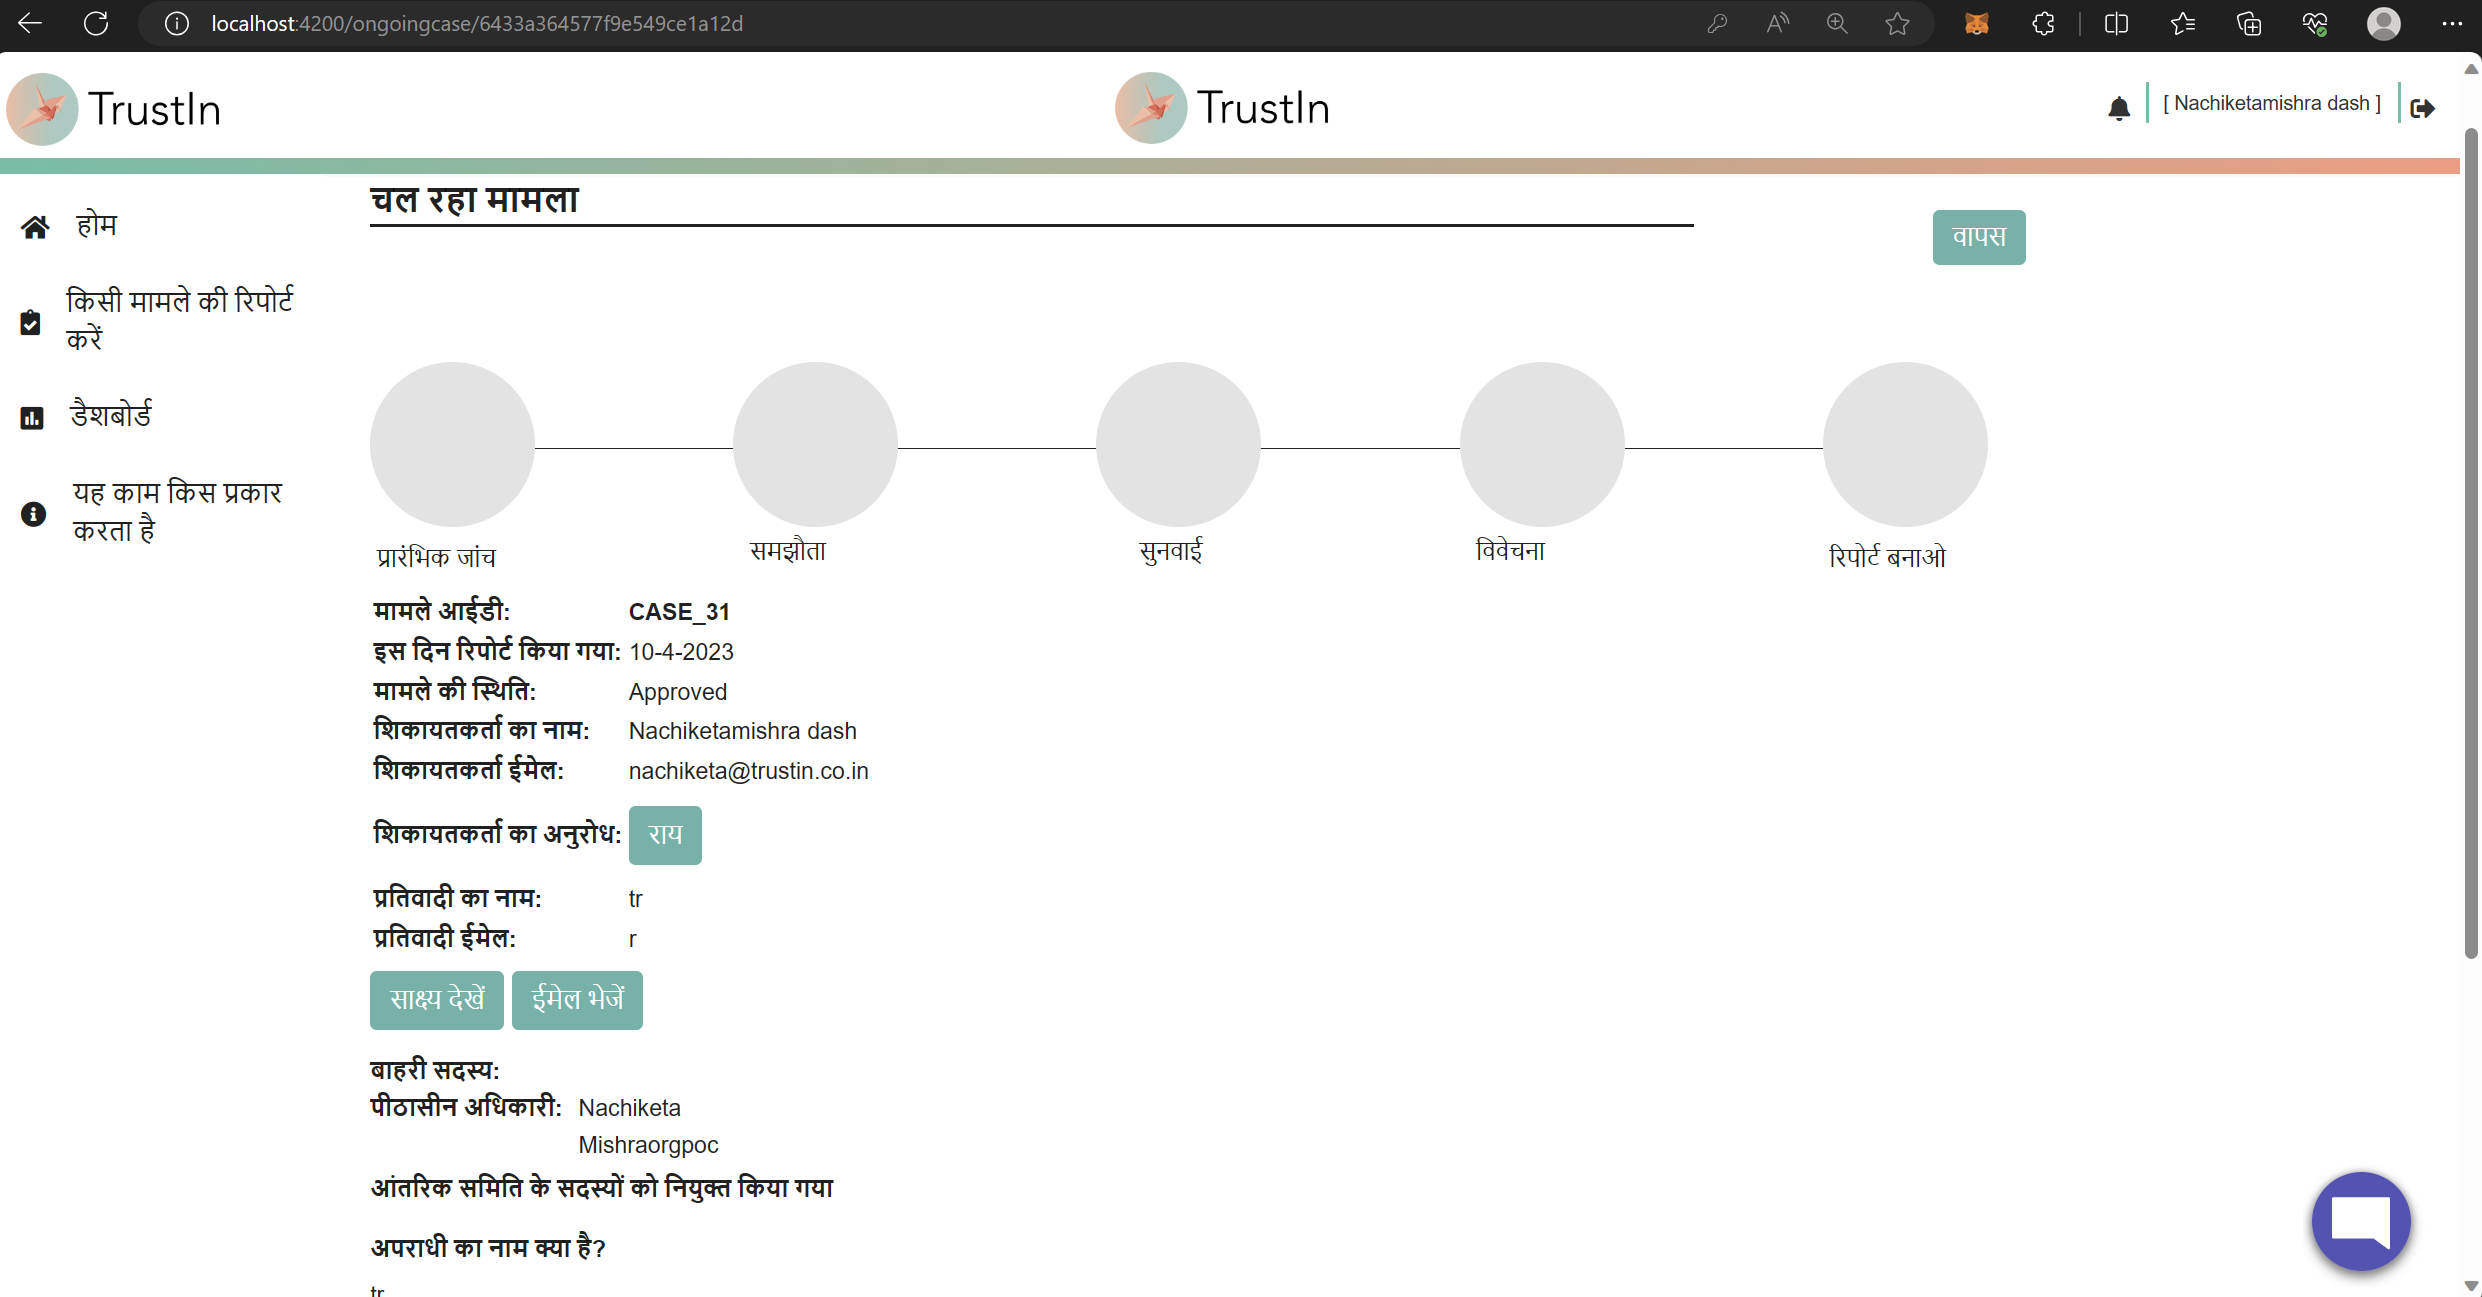 localhost:4200/ongoingcase/6433a364577f9e549ce1a12d
TrustIn
TrustIn
[ Nachiketamishra dash ]
होम
किसी मामले की रिपोर्ट
करें
डैशबोर्ड
यह काम किस प्रकार
करता है
चल रहा मामला
वापस
प्रारंभिक जांच
समझौता
सुनवाई
विवेचना
रिपोर्ट बनाओ
मामले आईडी: CASE_31
इस दिन रिपोर्ट किया गया: 10-4-2023
मामले की स्थिति: Approved
शिकायतकर्ता का नाम: Nachiketamishra dash
शिकायतकर्ता ईमेल: nachiketa@trustin.co.in
शिकायतकर्ता का अनुरोध: राय
प्रतिवादी का नाम: tr
प्रतिवादी ईमेल: r
साक्ष्य देखें ईमेल भेजें
बाहरी सदस्य:
पीठासीन अधिकारी: Nachiketa
Mishraorgpoc
आंतरिक समिति के सदस्यों को नियुक्त किया गया
अपराधी का नाम क्या है?
tr